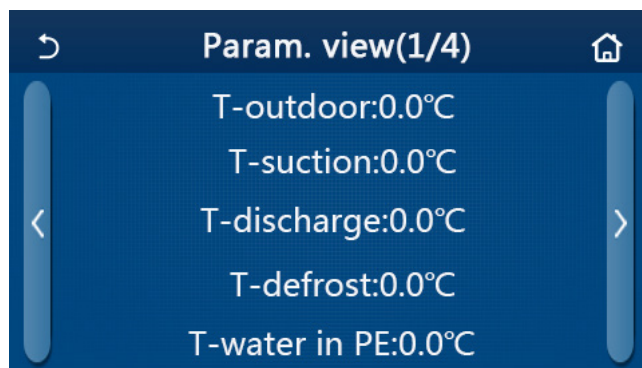 Param. view(1/4)
T-outdoor:0.0℃
T-suction:0.0℃
T-discharge:0.0℃
T-defrost:0.0℃
T-water in PE:0.0℃